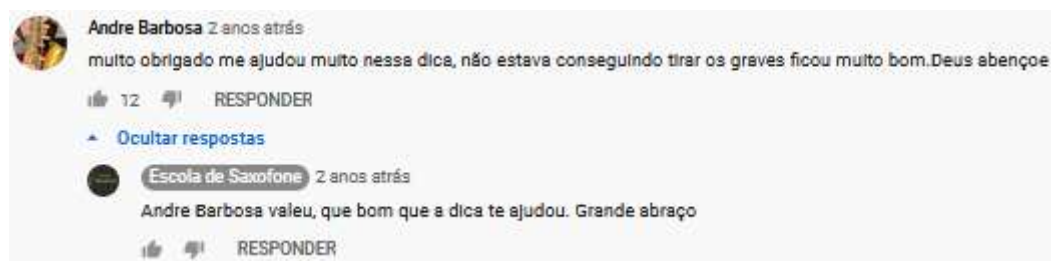 Andre Barbosa 2 anos atrás
muito obrigado me ajudou muito nessa dica, não estava conseguindo tirar os graves ficou muito bom.Deus abençoe
12 RESPONDER
Ocultar respostas
Escola de Saxofone 2 anos atrás
Andre Barbosa valeu, que bom que a dica te ajudou. Grande abraço
RESPONDER